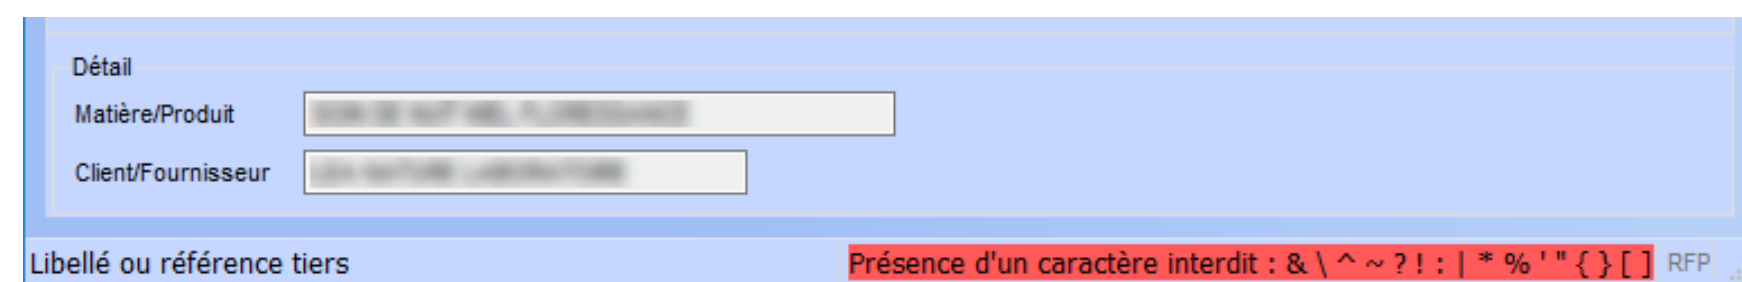 Détail
Matière/Produit
Client/Fournisseur
Libellé ou référence tiers
Présence d'un caractère interdit : & \ ^ ~ ? ! : | * % ' " { } [ ]
RFP